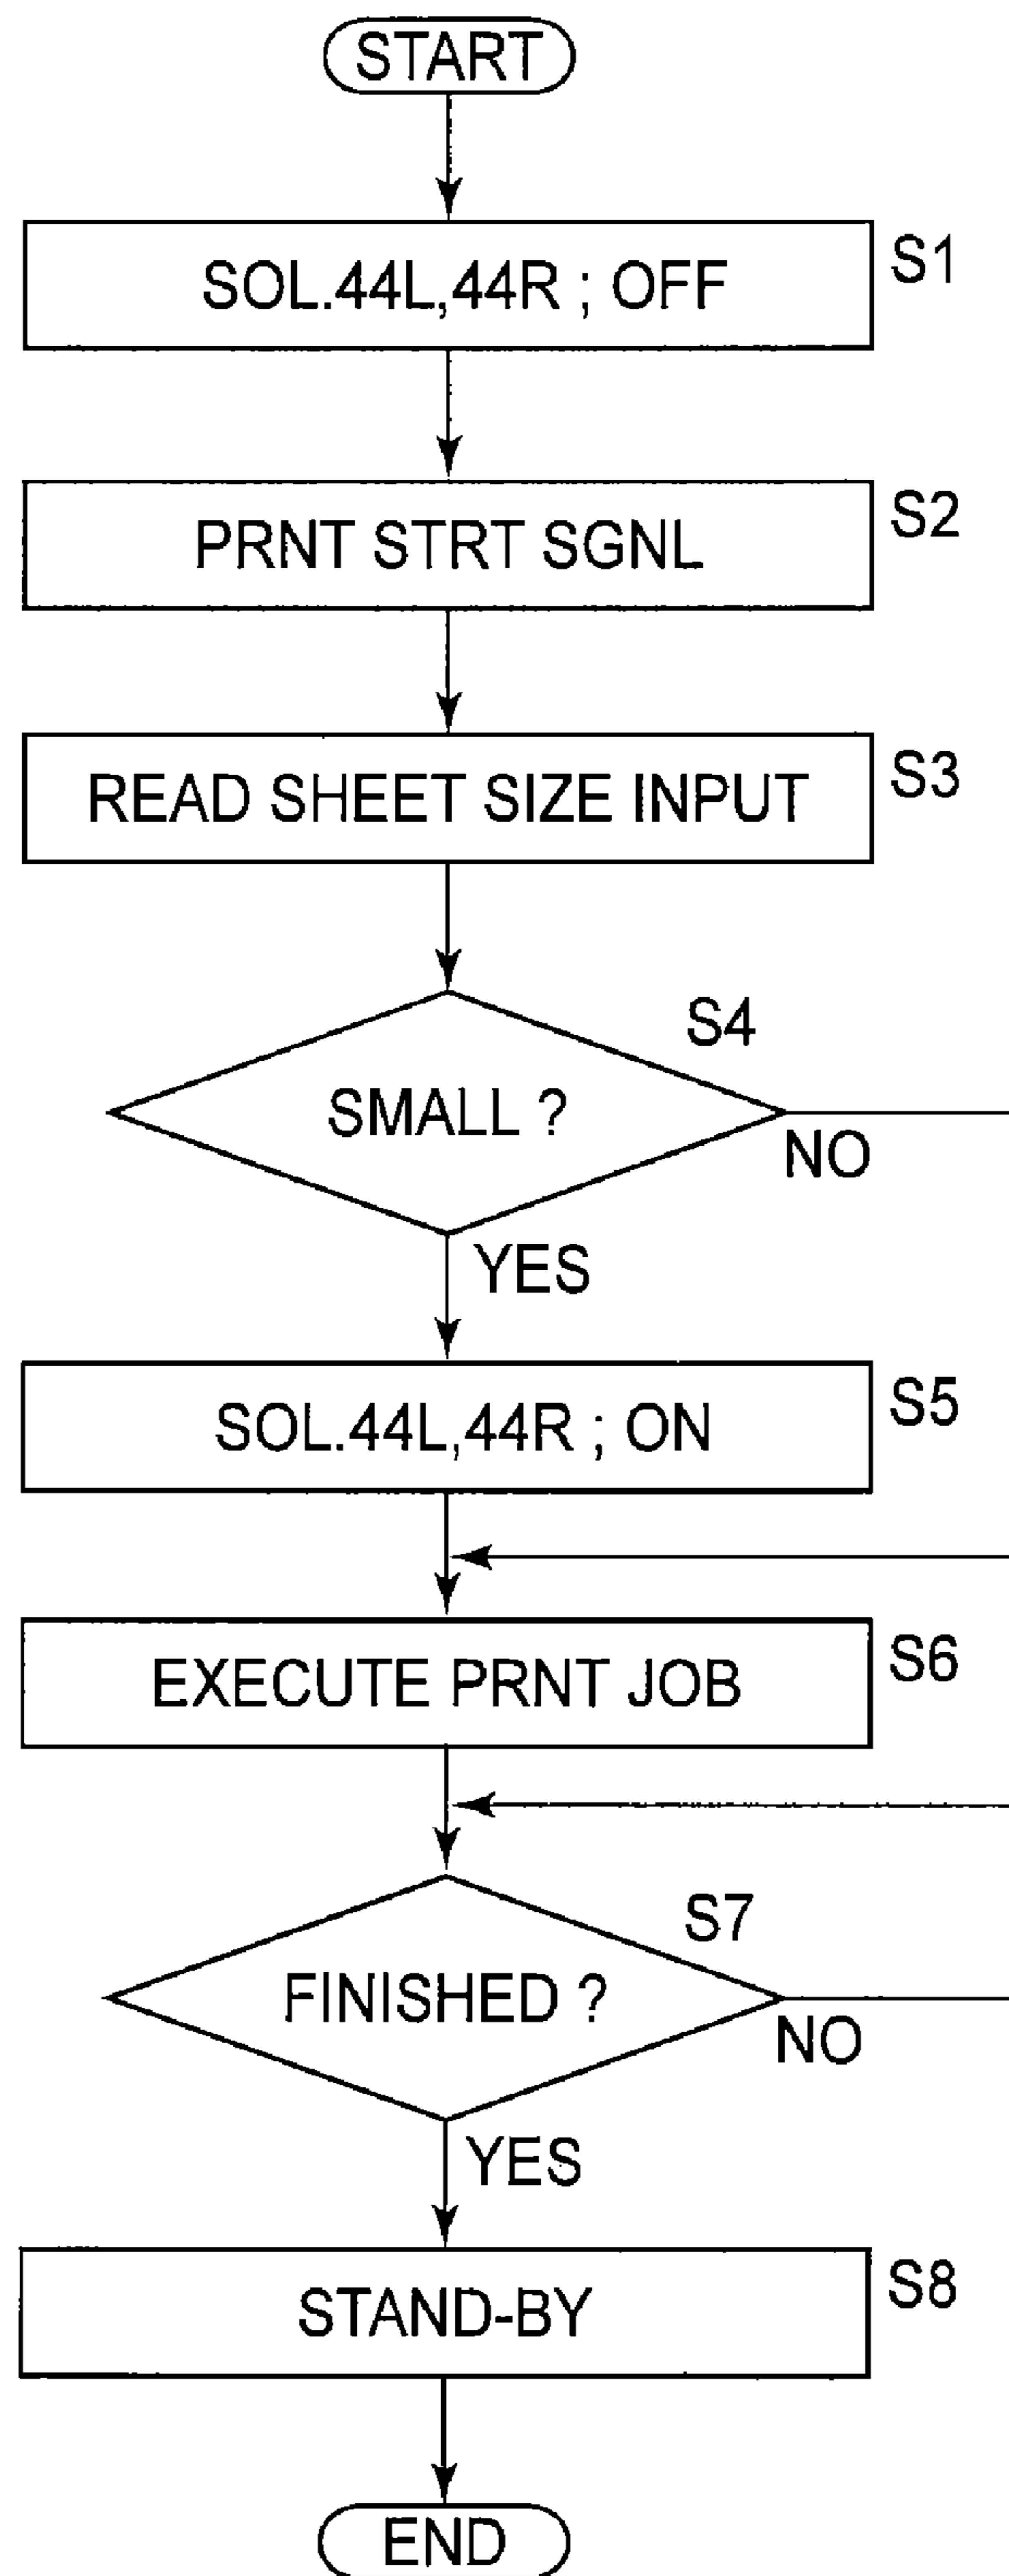 START
SOL.44L,44R ; OFF
S1
PRNT STRT SGNL
S2
READ SHEET SIZE INPUT
S3
S4
SMALL ?
NO
YES
SOL.44L,44R ; ON
S5
EXECUTE PRNT JOB
S6
S7
FINISHED ?
NO
YES
STAND-BY
S8
END